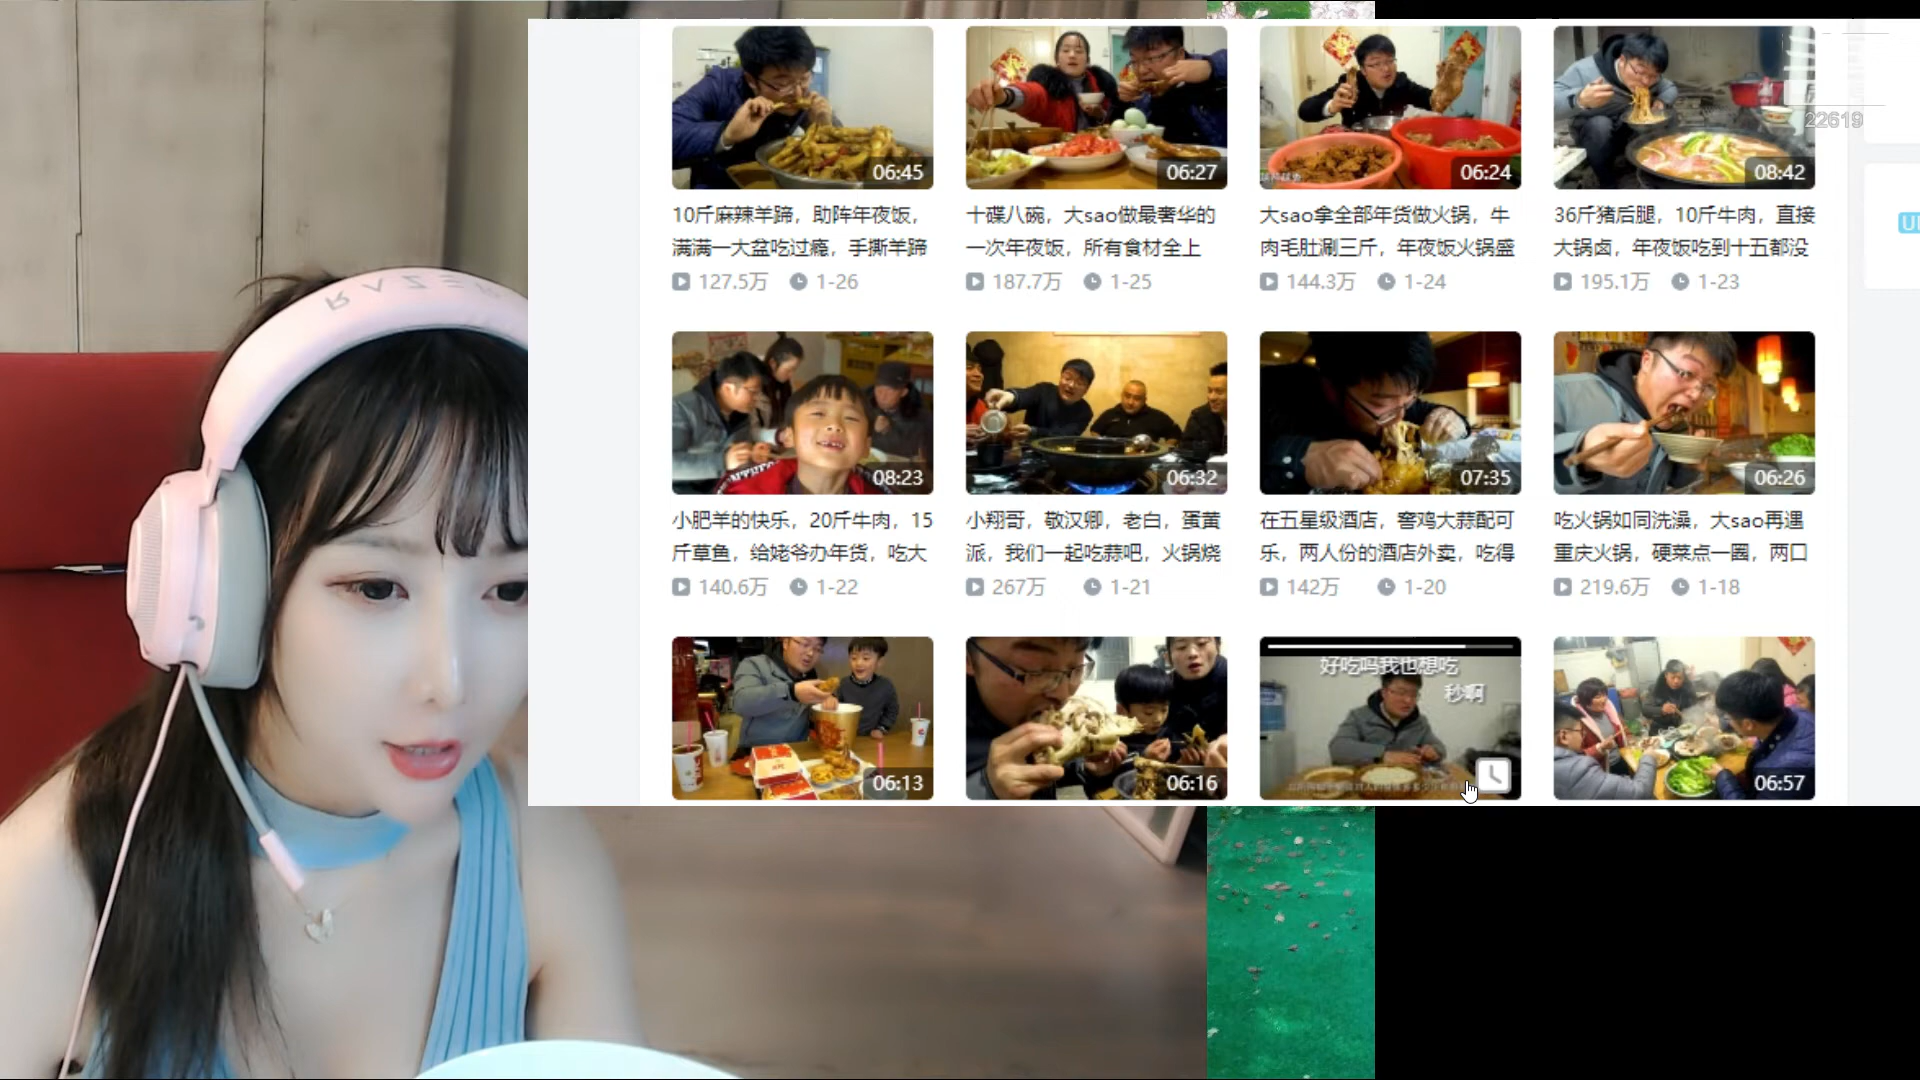 RAZER
06:45
06:27
06:24
08:42
22619
10斤麻辣羊蹄，助阵年夜饭，
满满一大盆吃过瘾，手撕羊蹄
127.5万 1-26
十碟八碗，大sao做最奢华的
一次年夜饭，所有食材全上
187.7万 1-25
大sao拿全部年货做火锅，牛
肉毛肚涮三斤，年夜饭火锅盛
144.3万 1-24
36斤猪后腿，10斤牛肉，直接
大锅卤，年夜饭吃到十五都没
195.1万 1-23
08:23
06:32
07:35
06:26
小肥羊的快乐，20斤牛肉，15
斤草鱼，给姥爷办年货，吃大
140.6万 1-22
小翔哥，敬汉卿，老白，蛋黄
派，我们一起吃蒜吧，火锅烧
267万 1-21
在五星级酒店，窖鸡大蒜配可
乐，两人份的酒店外卖，吃得
142万 1-20
吃火锅如同洗澡，大sao再遇
重庆火锅，硬菜点一圈，两口
219.6万 1-18
06:13
06:16
好吃吗我也想吃
秒啊
06:57